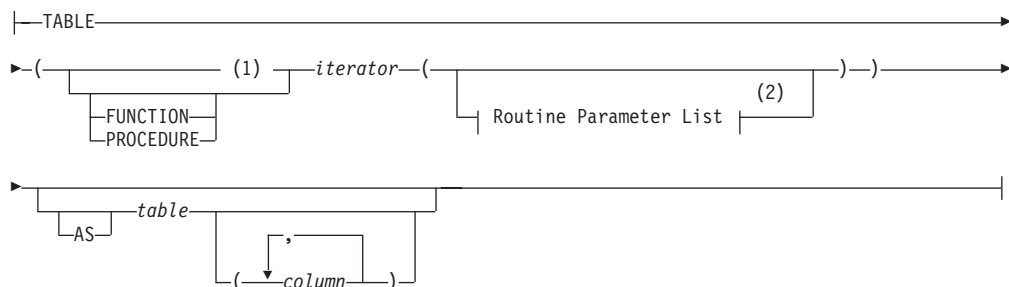 TABLE
( (1) iterator ( (2) ) )
FUNCTION
PROCEDURE
Routine Parameter List
table
AS
,
( column )